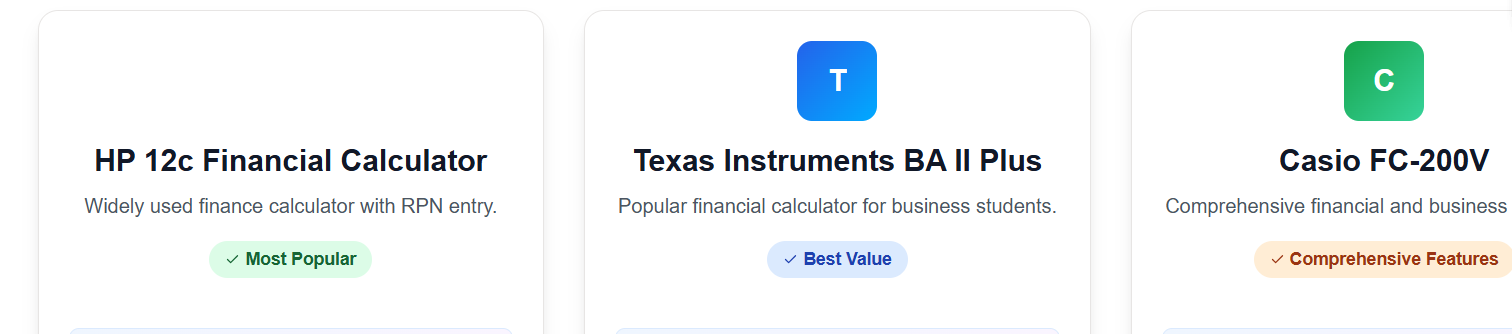 HP 12c Financial Calculator
Widely used finance calculator with RPN entry.
Most Popular
T
Texas Instruments BA II Plus
Popular financial calculator for business students.
Best Value
C
Casio FC-200V
Comprehensive financial and business
Comprehensive Features